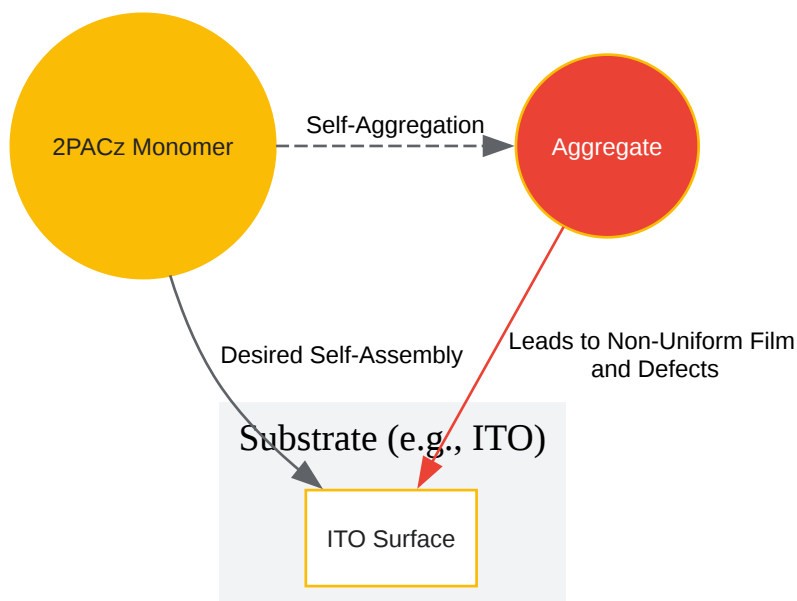 Self-Aggregation
2PACz Monomer
Aggregate
Leads to Non-Uniform Film
and Defects
Desired Self-Assembly
Substrate (e.g., ITO)
ITO Surface